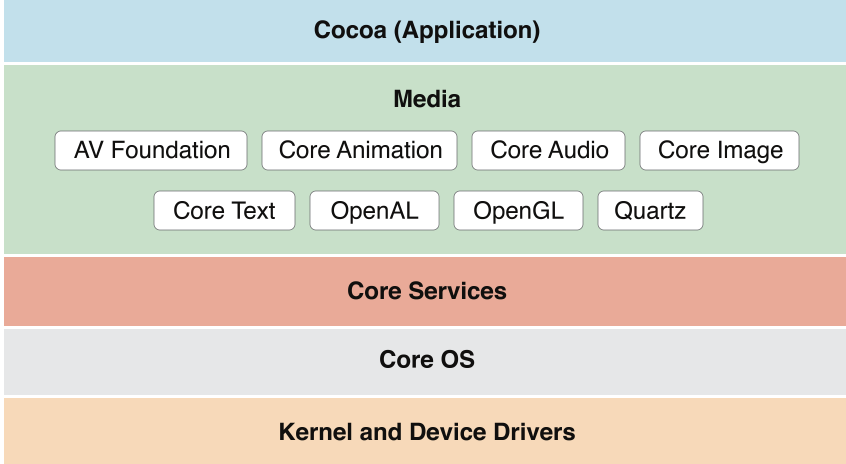 Cocoa (Application)
Media
AV Foundation Core Animation Core Audio Core Image
Core Text OpenAL OpenGL Quartz
Core Services
Core OS
Kernel and Device Drivers